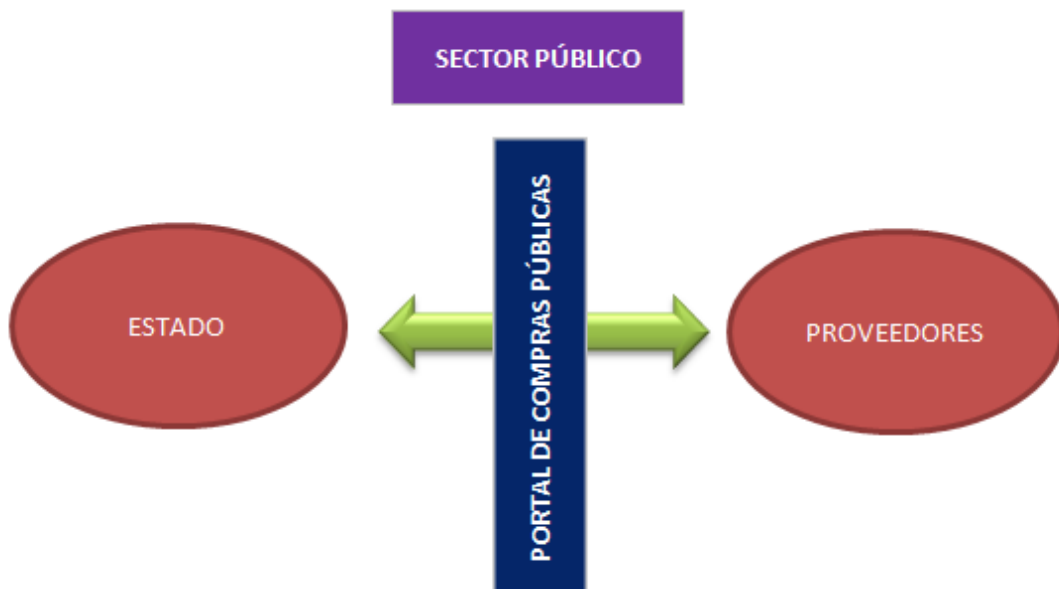 SECTOR PÚBLICO
ESTADO
PORTAL DE COMPRAS PÚBLICAS
PROVEEDORES